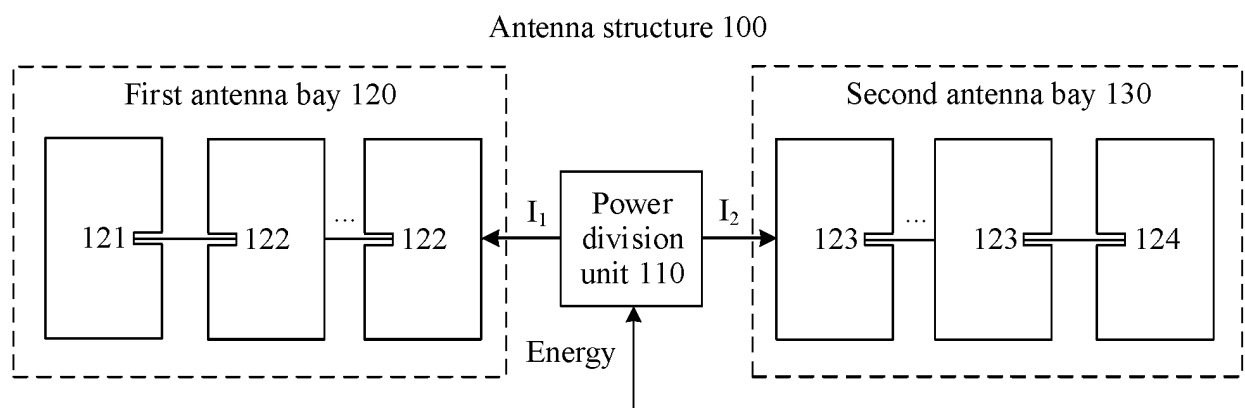 Antenna structure 100
First antenna bay 120
Second antenna bay 130
121
122
...
122
I₁
Power
division
unit 110
I₂
123
...
123
124
Energy